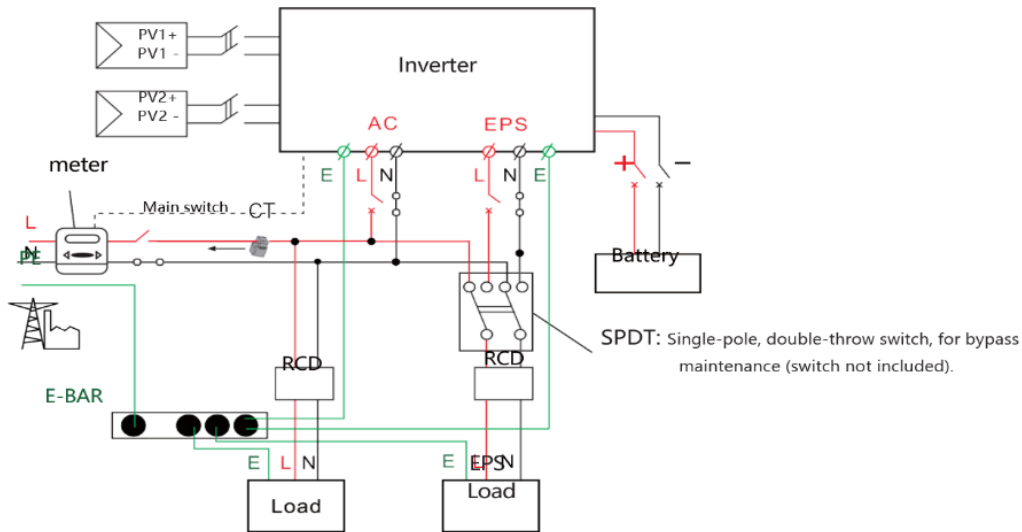 PV1+
PV1 -
PV2+
PV2 -
Inverter
AC
EPS
E
L
N
L
N
E
+
−
meter
Main switch
CT
L
N
PE
Battery
SPDT: Single-pole, double-throw switch, for bypass
maintenance (switch not included).
RCD
RCD
E-BAR
E
L
N
E
L
N
EPS
Load
Load